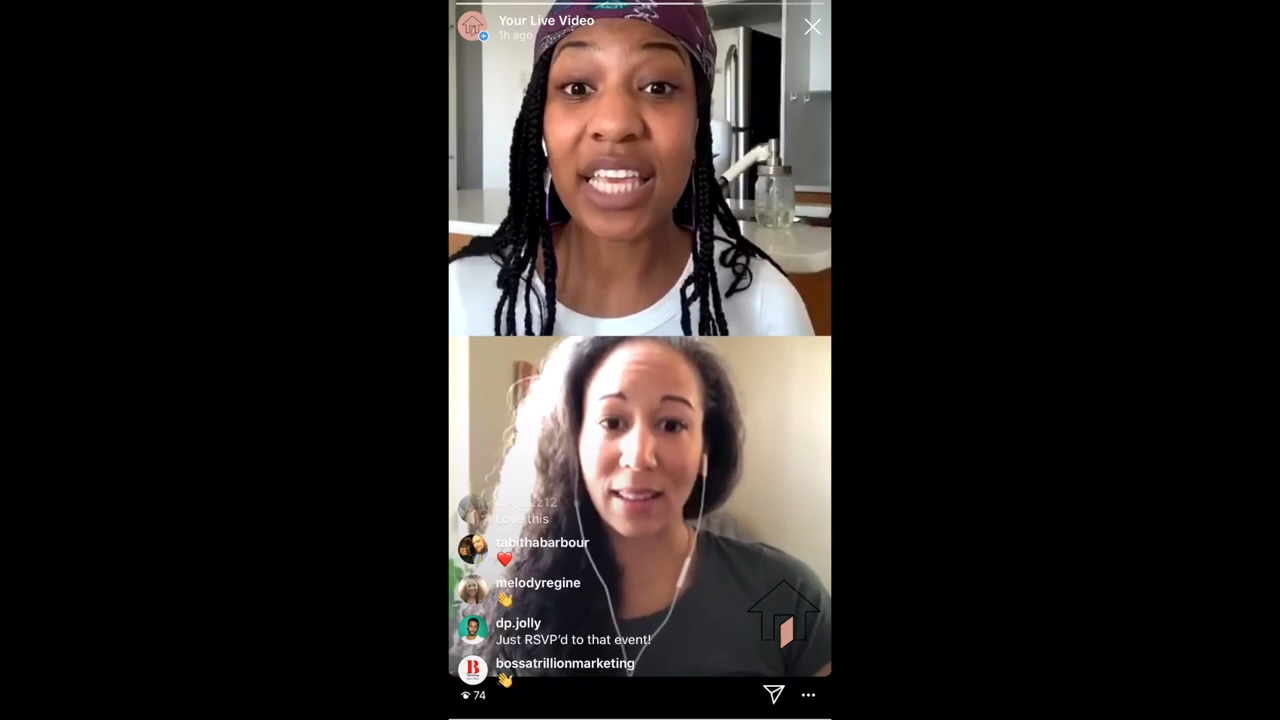 Your Live Video
1h ago
Love this
tabithabarbour
❤️
melodyregine
👋
dp.jolly
Just RSVP'd to that event!
bossatrillionmarketing
👋
74